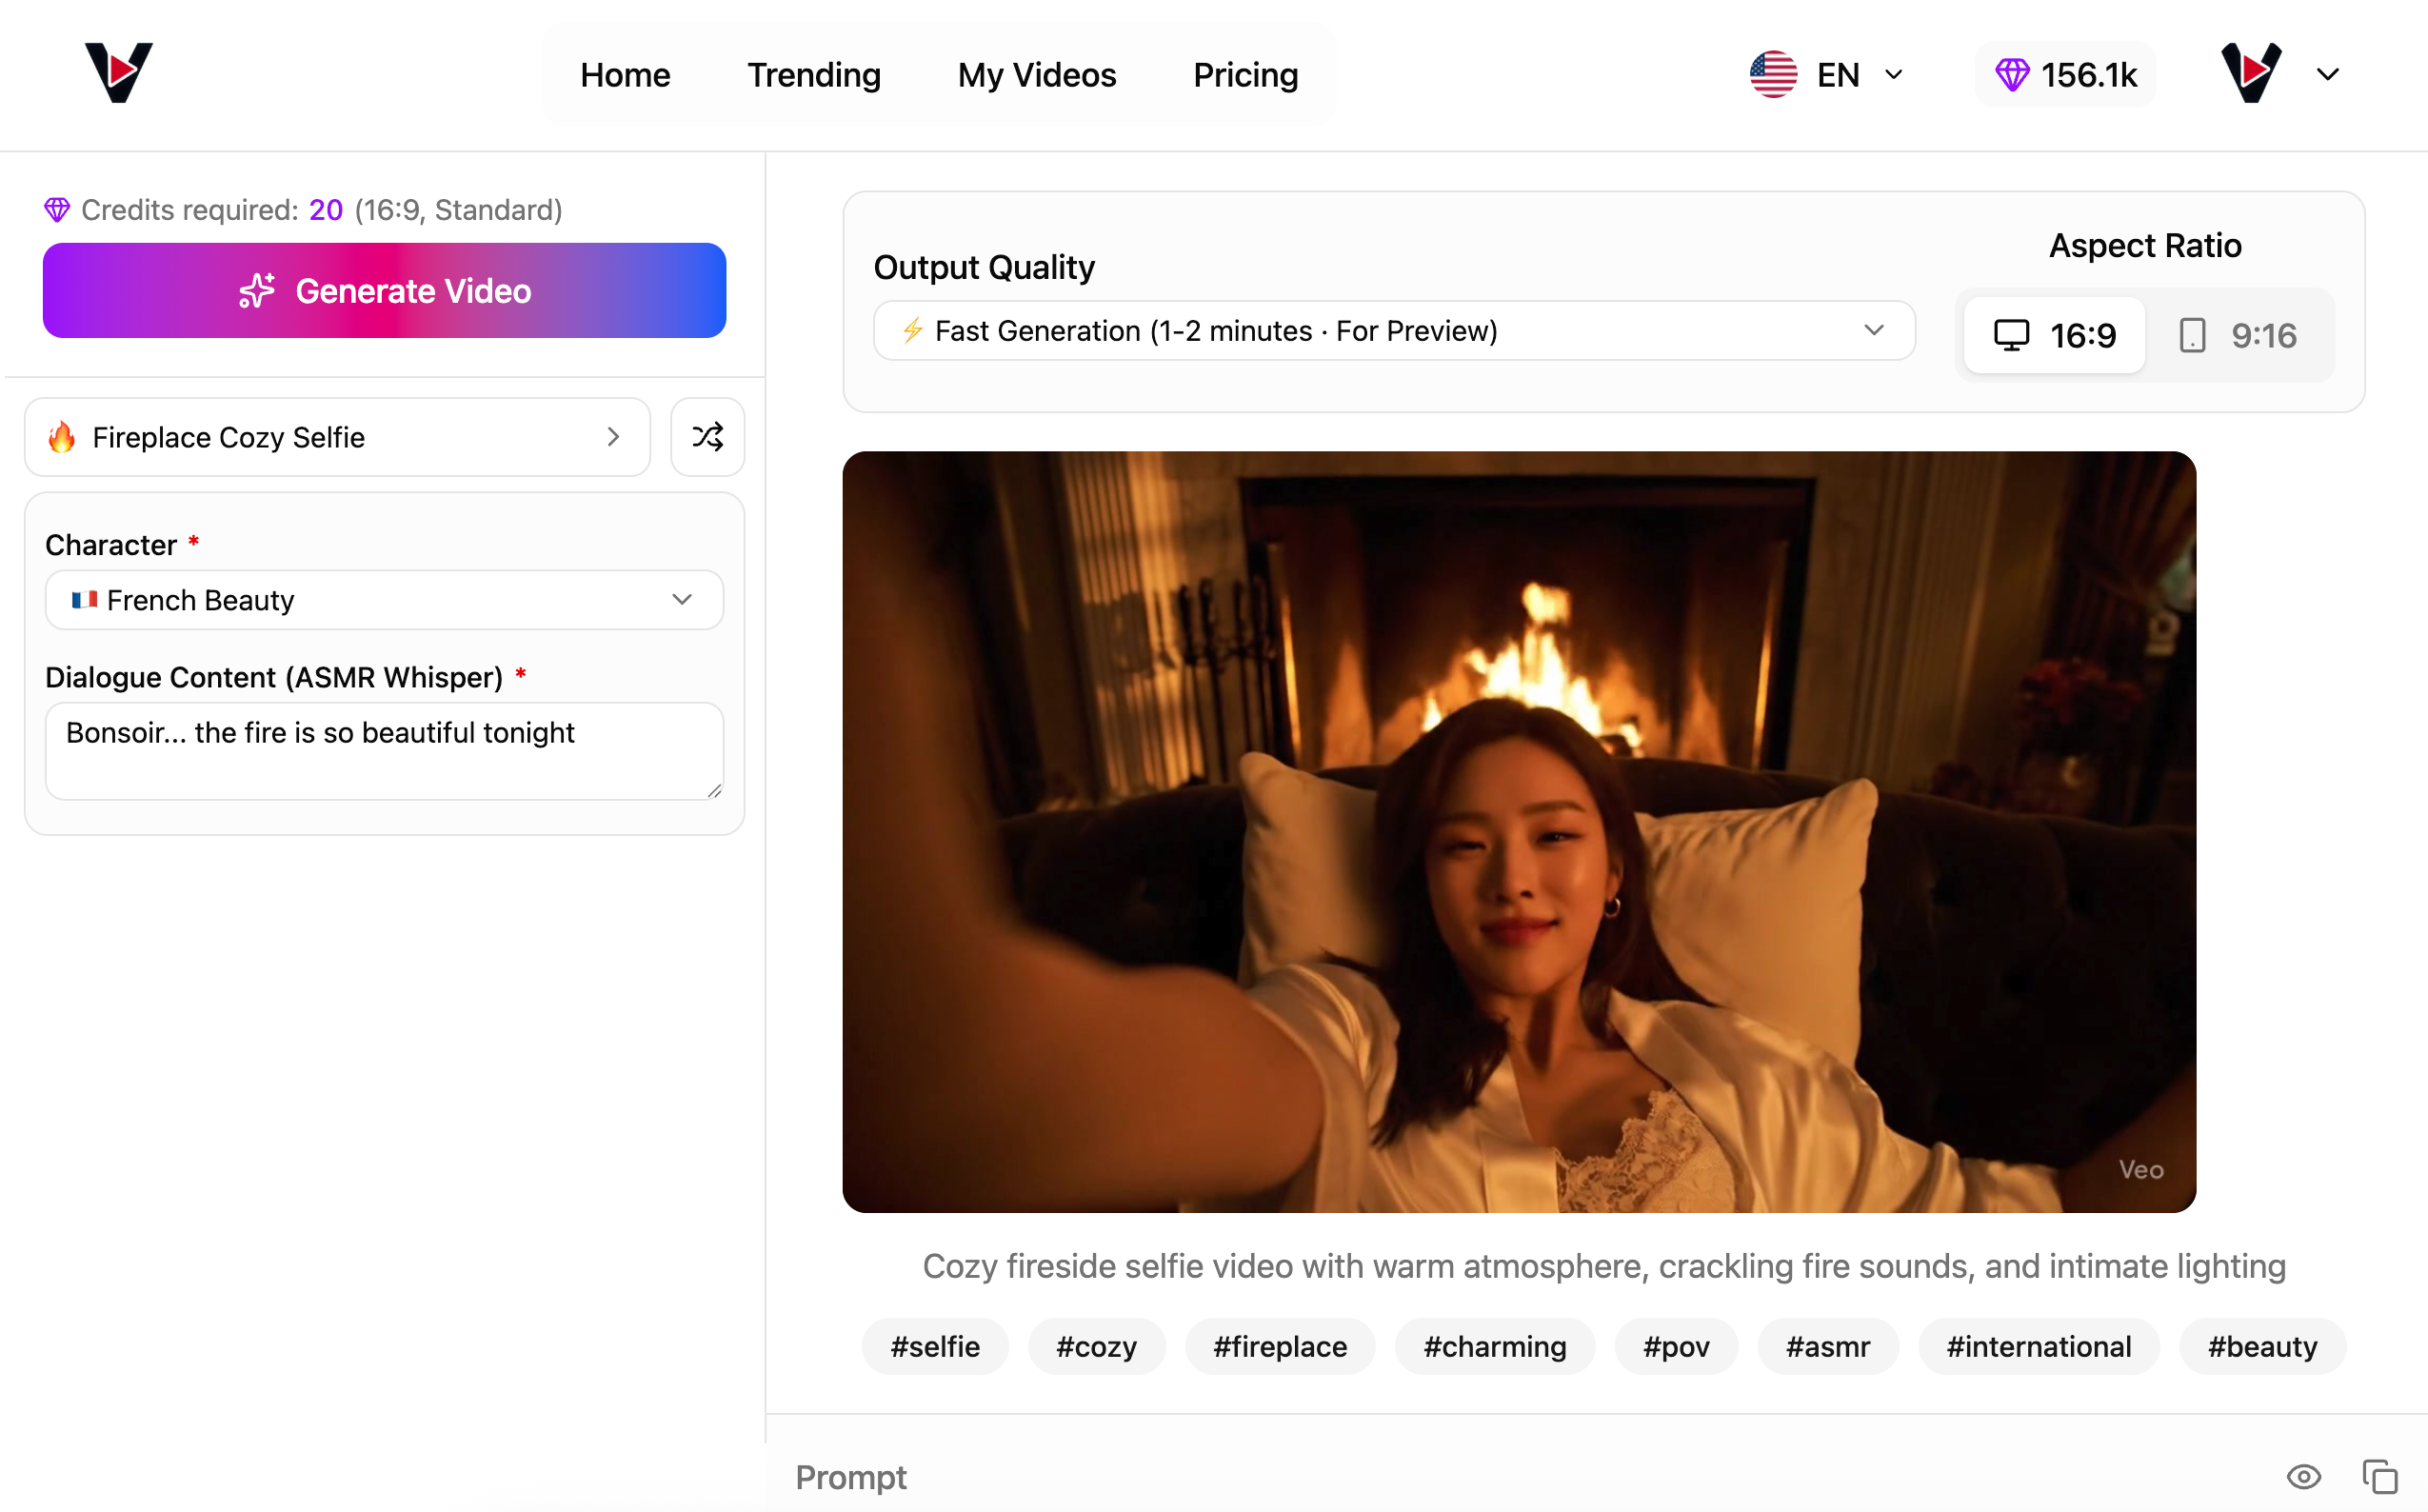 Home Trending My Videos Pricing EN 156.1k
Credits required: 20 (16:9, Standard)
Generate Video
Fireplace Cozy Selfie
Character *
French Beauty
Dialogue Content (ASMR Whisper) *
Bonsoir... the fire is so beautiful tonight
Output Quality
⚡ Fast Generation (1-2 minutes · For Preview)
Aspect Ratio
16:9 9:16
Veo
Cozy fireside selfie video with warm atmosphere, crackling fire sounds, and intimate lighting
#selfie #cozy #fireplace #charming #pov #asmr #international #beauty
Prompt